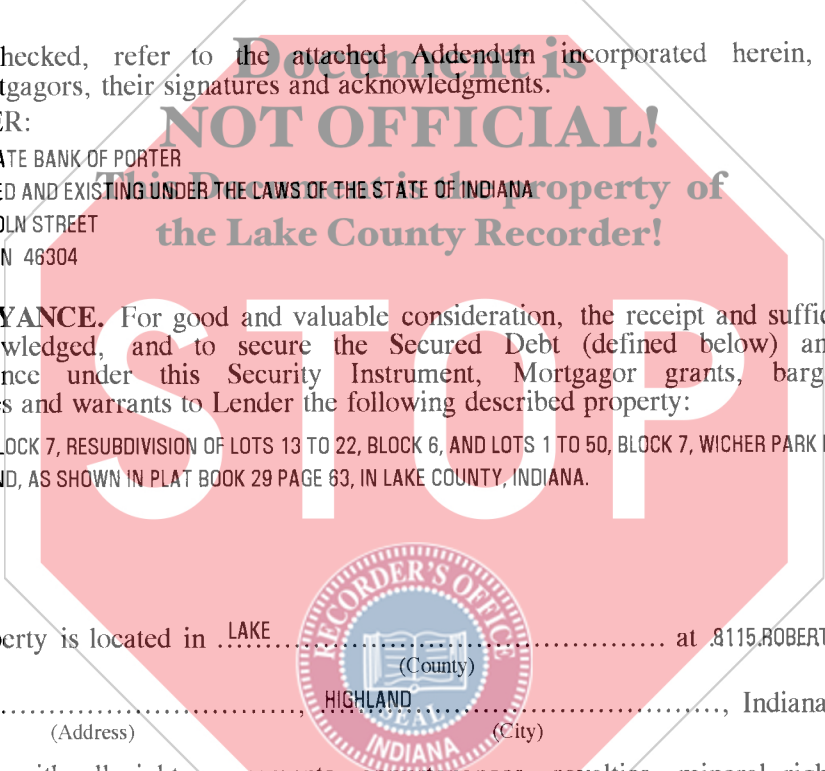 hecked, refer to the attached Addendum incorporated herein,
tgagors, their signatures and acknowledgments.
ER:
ATE BANK OF PORTER
ED AND EXISTING UNDER THE LAWS OF THE STATE OF INDIANA
OLN STREET
N 46304
Document is
NOT OFFICIAL!
This Document is the property of
the Lake County Recorder!
STOP
YANCE. For good and valuable consideration, the receipt and suffic
wledged, and to secure the Secured Debt (defined below) an
nce under this Security Instrument, Mortgagor grants, barg
s and warrants to Lender the following described property:
LOCK 7, RESUBDIVISION OF LOTS 13 TO 22, BLOCK 6, AND LOTS 1 TO 50, BLOCK 7, WICHER PARK
ND, AS SHOWN IN PLAT BOOK 29 PAGE 63, IN LAKE COUNTY, INDIANA.
RECORDER'S OFFICE
SEAL
INDIANA
erty is located in LAKE at 8115 ROBERT
(County)
, HIGHLAND, Indiana
(Address) (City)